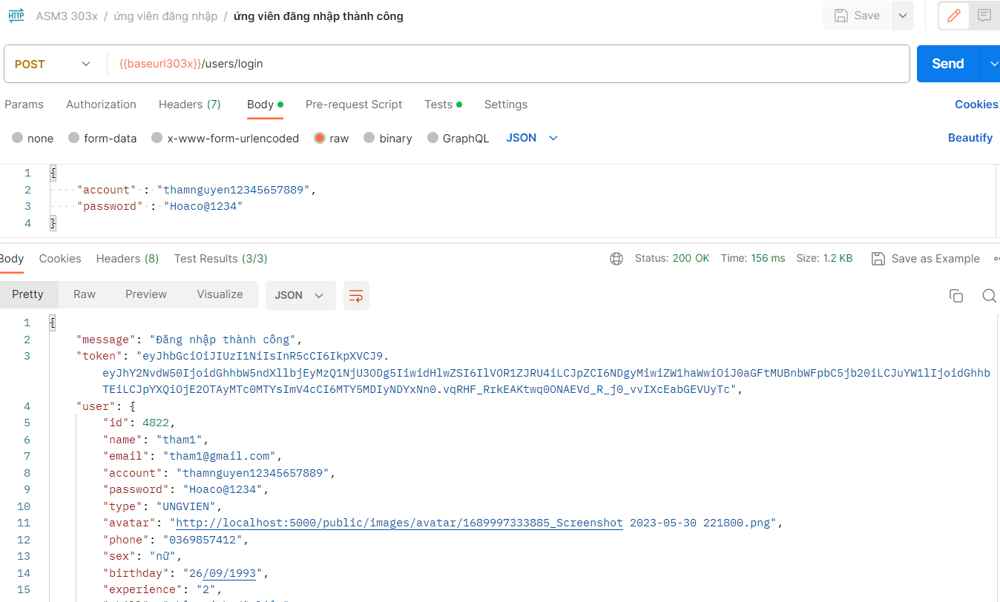 HTTP ASM3 303x / ứng viên đăng nhập / ứng viên đăng nhập thành công Save
POST {{baseurl303x}}/users/login Send
Params Authorization Headers (7) Body Pre-request Script Tests Settings Cookies
none form-data x-www-form-urlencoded raw binary GraphQL JSON Beautify
1 {
2 "account" : "thamnguyen12345657889",
3 "password" : "Hoaco@1234"
4 }
Body Cookies Headers (8) Test Results (3/3) Status: 200 OK Time: 156 ms Size: 1.2 KB Save as Example
Pretty Raw Preview Visualize JSON
1 {
2 "message": "Đăng nhập thành công",
3 "token": "eyJhbGciOiJIUzI1NiIsInR5cCI6IkpXVCJ9.
eyJhY2NvdW50IjoidGhhbW5ndXllbjEyMzQ1NjU3ODg5IiwidHlwZSI6IlVOR1ZJRU4iLCJpZCI6NDgyMiwiZW1haWwiOiJ0aGFtMUBnbWFpbC5jb20iLCJuYW1lIjoidGhhb
TEiLCJpYXQiOjE2OTAyMTc0MTYsImV4cCI6MTY5MDIyNDYxNn0.vqRHF_RrkEAKtwq0ONAEVd_R_j0_vvIXcEabGEVUyTc",
4 "user": {
5 "id": 4822,
6 "name": "tham1",
7 "email": "tham1@gmail.com",
8 "account": "thamnguyen12345657889",
9 "password": "Hoaco@1234",
10 "type": "UNGVIEN",
11 "avatar": "http://localhost:5000/public/images/avatar/1689997333885_Screenshot 2023-05-30 221800.png",
12 "phone": "0369857412",
13 "sex": "nữ",
14 "birthday": "26/09/1993",
15 "experience": "2",